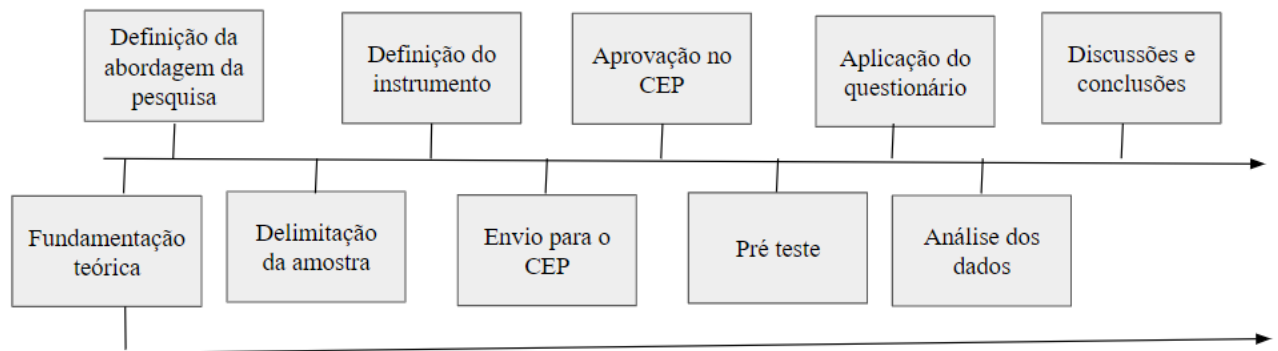 Definição da
abordagem da
pesquisa
Definição do
instrumento
Aprovação no
CEP
Aplicação do
questionário
Discussões e
conclusões
Fundamentação
teórica
Delimitação
da amostra
Envio para o
CEP
Pré teste
Análise dos
dados